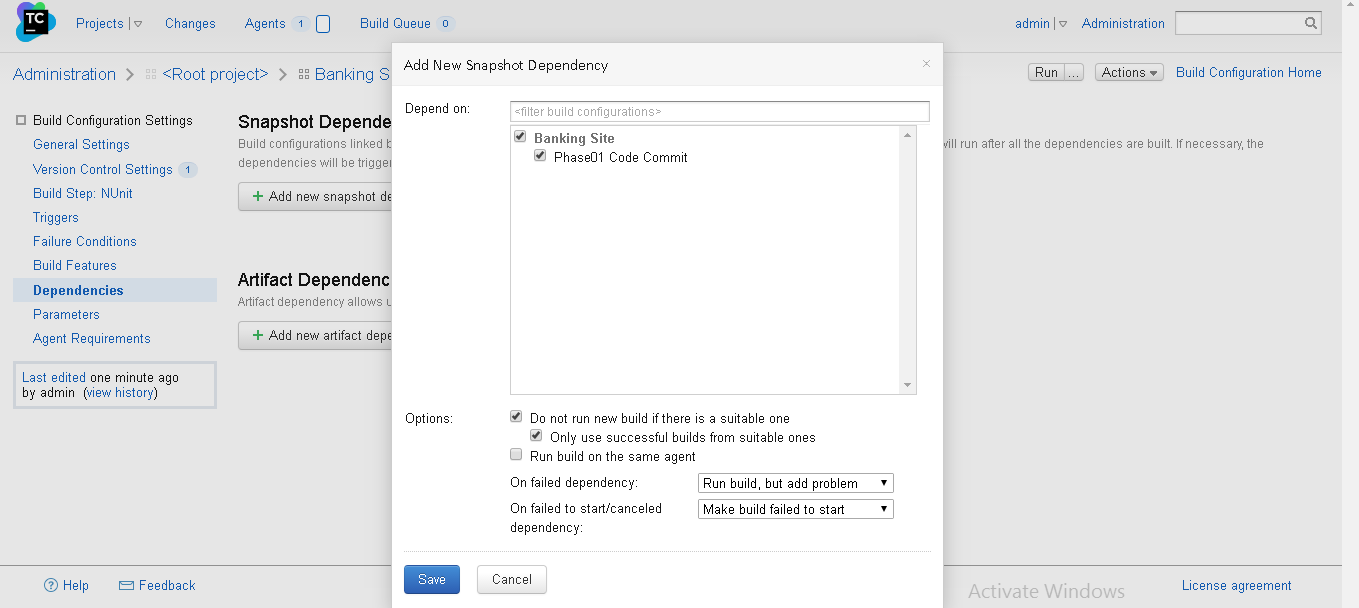 TC
Projects
Changes
Agents 1
Build Queue 0
admin
Administration
Administration > <Root project> > Banking S
Run ...
Actions
Build Configuration Home
Build Configuration Settings
General Settings
Version Control Settings 1
Build Step: NUnit
Triggers
Failure Conditions
Build Features
Dependencies
Parameters
Agent Requirements
Last edited one minute ago
by admin (view history)
Snapshot Depende
Build configurations linked b
will run after all the dependencies are built. If necessary, the
dependencies will be trigger
+ Add new snapshot de
Artifact Dependenc
Artifact dependency allows u
+ Add new artifact depe
Add New Snapshot Dependency ×
Depend on:
<filter build configurations>
Banking Site
Phase01 Code Commit
Options:
Do not run new build if there is a suitable one
Only use successful builds from suitable ones
Run build on the same agent
On failed dependency: Run build, but add problem
On failed to start/canceled
dependency:
Make build failed to start
Save
Cancel
? Help
Feedback
Activate Windows
License agreement